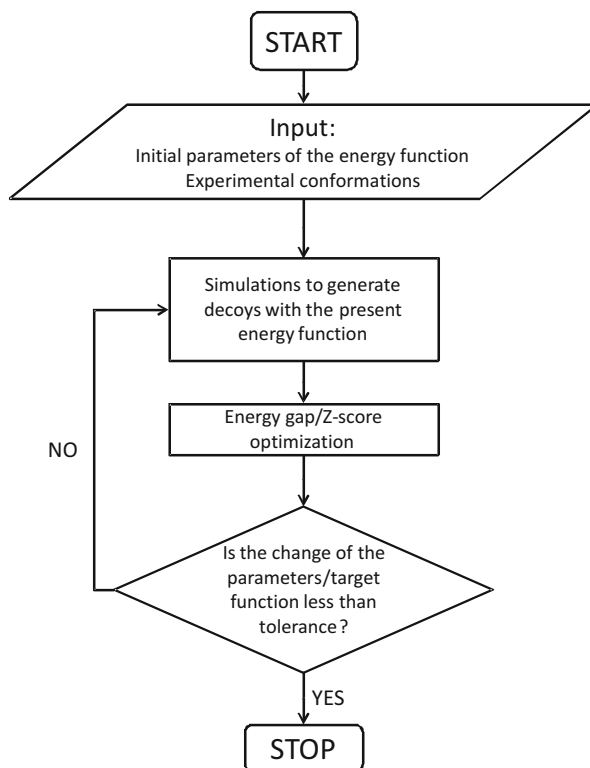 START
Input:
Initial parameters of the energy function
Experimental conformations
Simulations to generate
decoys with the present
energy function
Energy gap/Z-score
optimization
NO
Is the change of the
parameters/target
function less than
tolerance?
YES
STOP